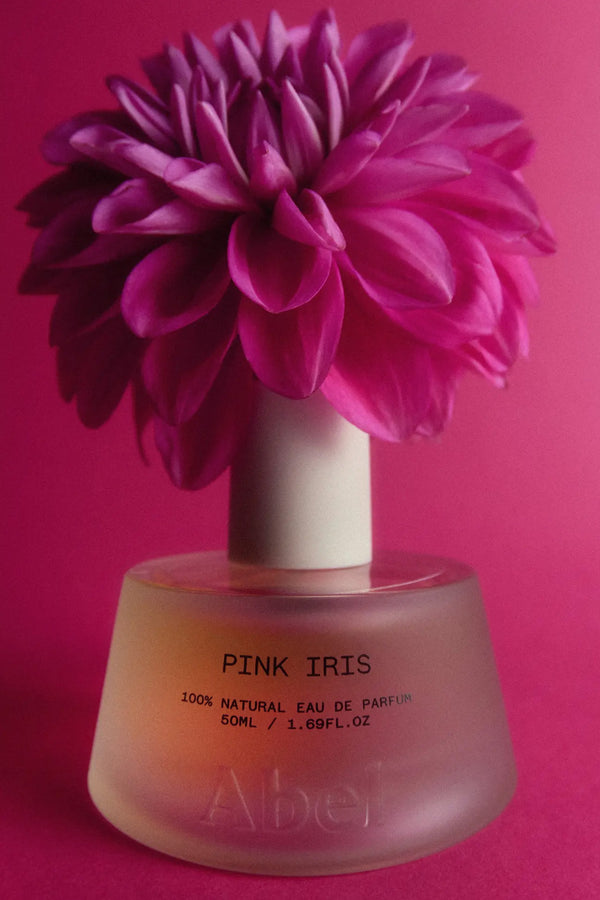 PINK IRIS
100% NATURAL EAU DE PARFUM
50ML / 1.69FL.OZ
Abel